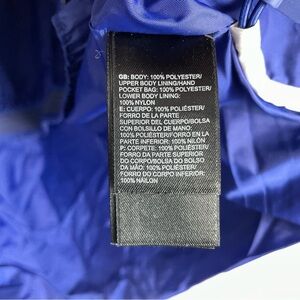 GB: BODY: 100% POLYESTER/
UPPER BODY LINING/HAND
POCKET BAG: 100% POLYESTER/
LOWER BODY LINING:
100% NYLON
E: CUERPO: 100% POLIÉSTER/
FORRO DE LA PARTE
SUPERIOR DEL CUERPO/BOLSA
CON BOLSILLO DE MANO:
100% POLIÉSTER/FORRO EN LA
PARTE INFERIOR: 100% NILÓN
P: CORPETE: 100% POLIÉSTER/
FORRO DA PARTE SUPERIOR
DO CORPO/BOLSA DO BOLSO
DA MÃO: 100% POLIÉSTER/
FORRO DO CORPO INFERIOR:
100% NÁILON